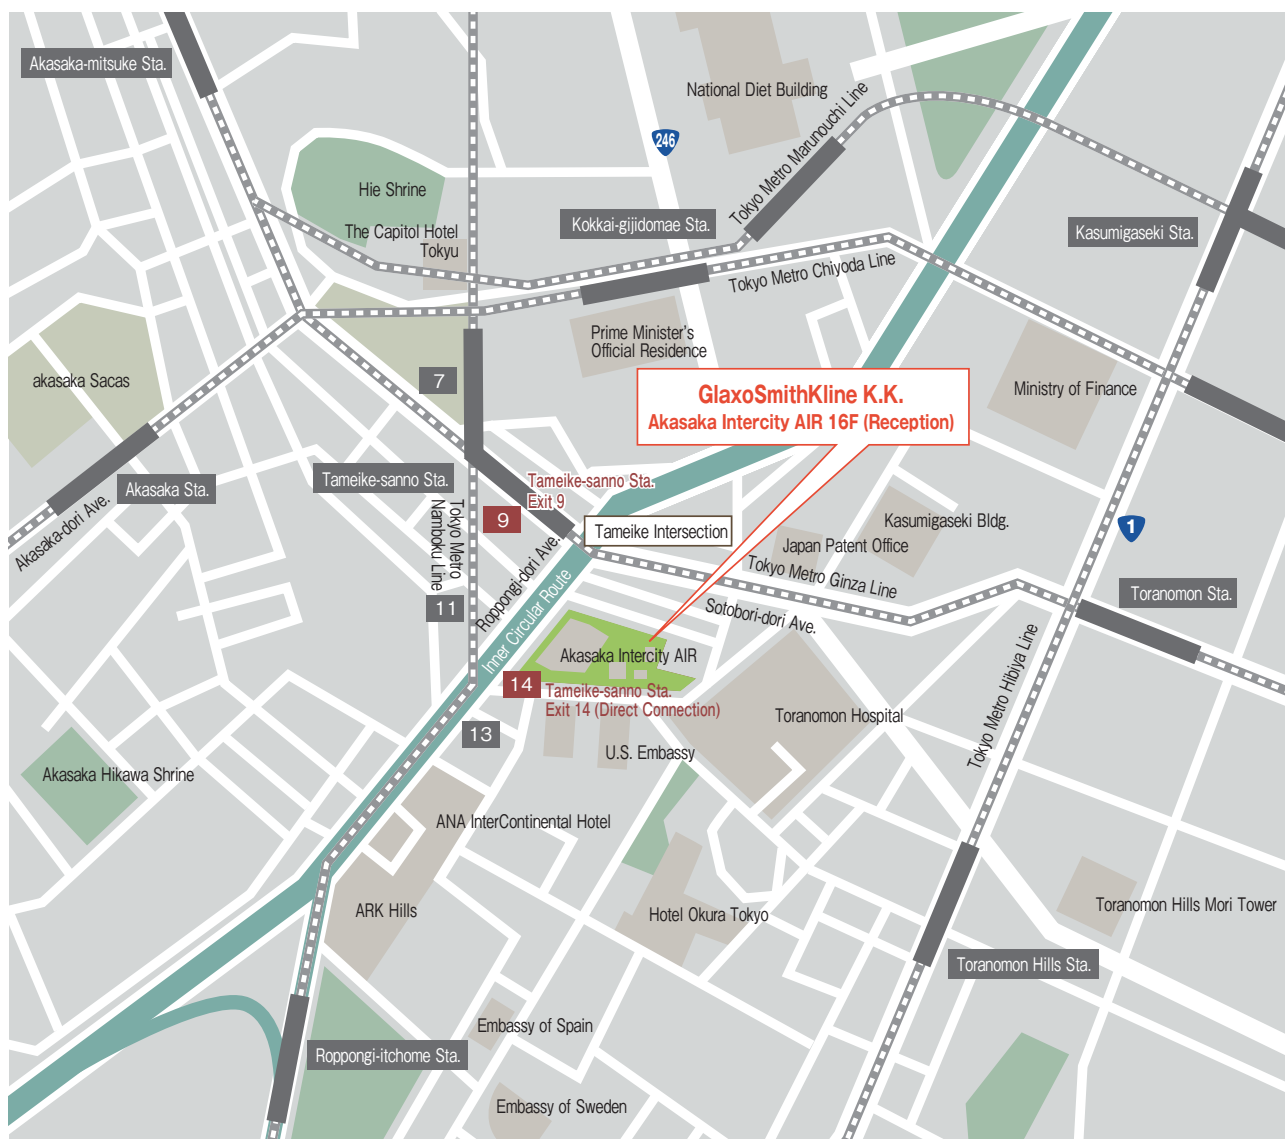 Akasaka-mitsuke Sta.
National Diet Building
246
Tokyo Metro Marunouchi Line
Hie Shrine
The Capitol Hotel
Tokyu
Kokkai-gijidomae Sta.
Kasumigaseki Sta.
Tokyo Metro Chiyoda Line
Prime Minister's
Official Residence
akasaka Sacas
7
GlaxoSmithKline K.K.
Akasaka Intercity AIR 16F (Reception)
Ministry of Finance
Akasaka Sta.
Tameike-sanno Sta.
Tameike-sanno Sta.
Exit 9
9
Akasaka-dori Ave.
Tokyo Metro
Namboku Line
Roppongi-dori Ave.
Tameike Intersection
Kasumigaseki Bldg.
Japan Patent Office
1
Tokyo Metro Ginza Line
Toranomon Sta.
11
Sotobori-dori Ave.
Inner Circular Route
Akasaka Intercity AIR
14
Tameike-sanno Sta.
Exit 14 (Direct Connection)
Tokyo Metro Hibiya Line
Toranomon Hospital
13
U.S. Embassy
Akasaka Hikawa Shrine
ANA InterContinental Hotel
ARK Hills
Hotel Okura Tokyo
Toranomon Hills Mori Tower
Toranomon Hills Sta.
Embassy of Spain
Roppongi-itchome Sta.
Embassy of Sweden